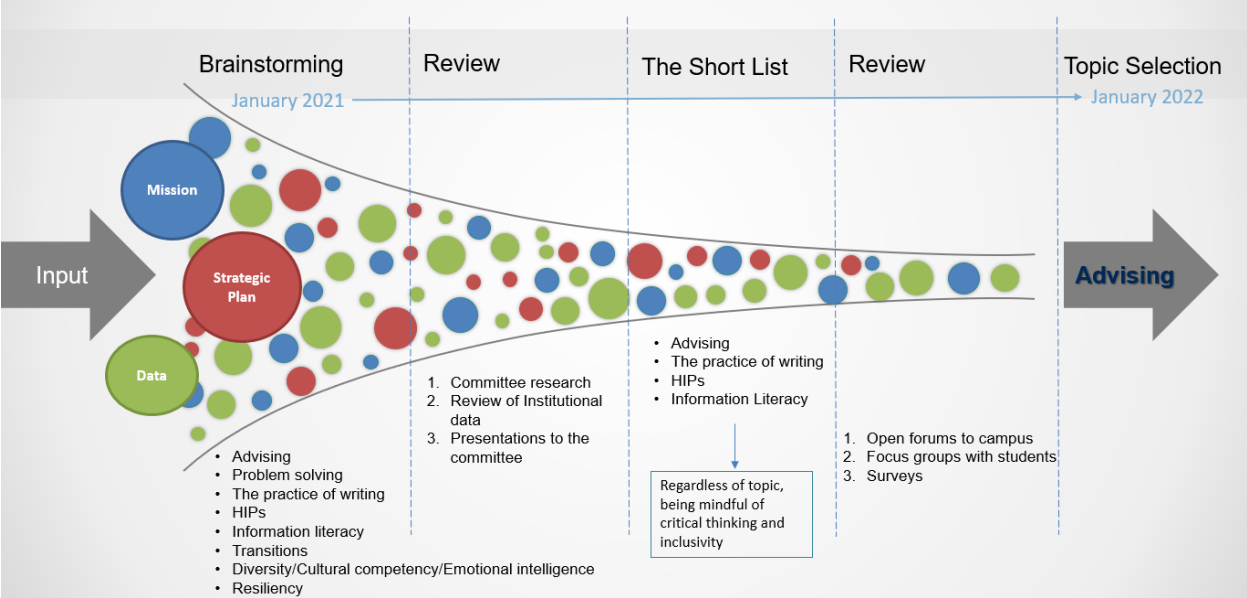 Brainstorming
Review
The Short List
Review
Topic Selection
January 2021
January 2022
Input
Mission
Strategic
Plan
Data
Advising
• Advising
• Problem solving
• The practice of writing
• HIPs
• Information literacy
• Transitions
• Diversity/Cultural competency/Emotional intelligence
• Resiliency
1. Committee research
2. Review of Institutional
data
3. Presentations to the
committee
• Advising
• The practice of writing
• HIPs
• Information Literacy
Regardless of topic,
being mindful of
critical thinking and
inclusivity
1. Open forums to campus
2. Focus groups with students
3. Surveys